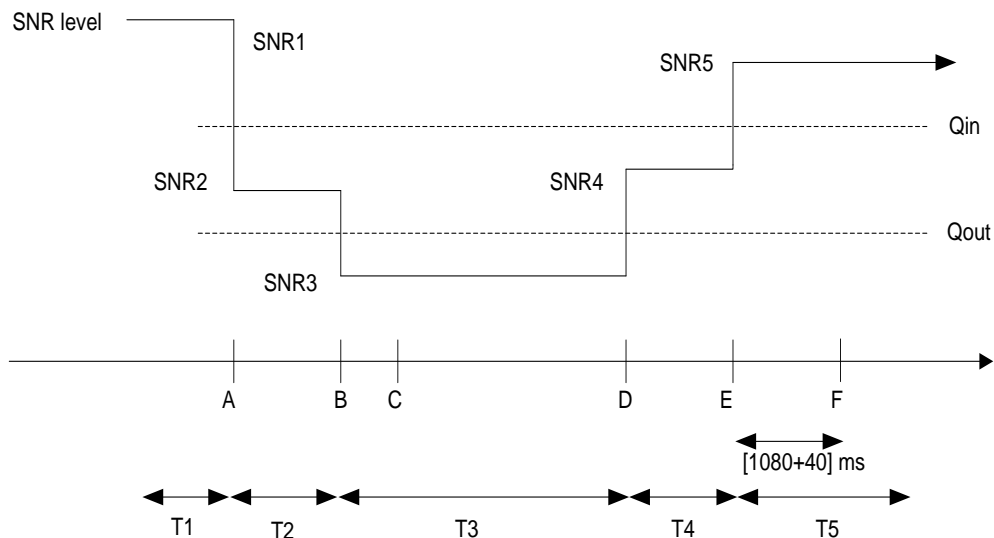 SNR level
SNR1
SNR5
Qin
SNR2
SNR4
Qout
SNR3
A
B
C
D
E
F
[1080+40] ms
T1
T2
T3
T4
T5